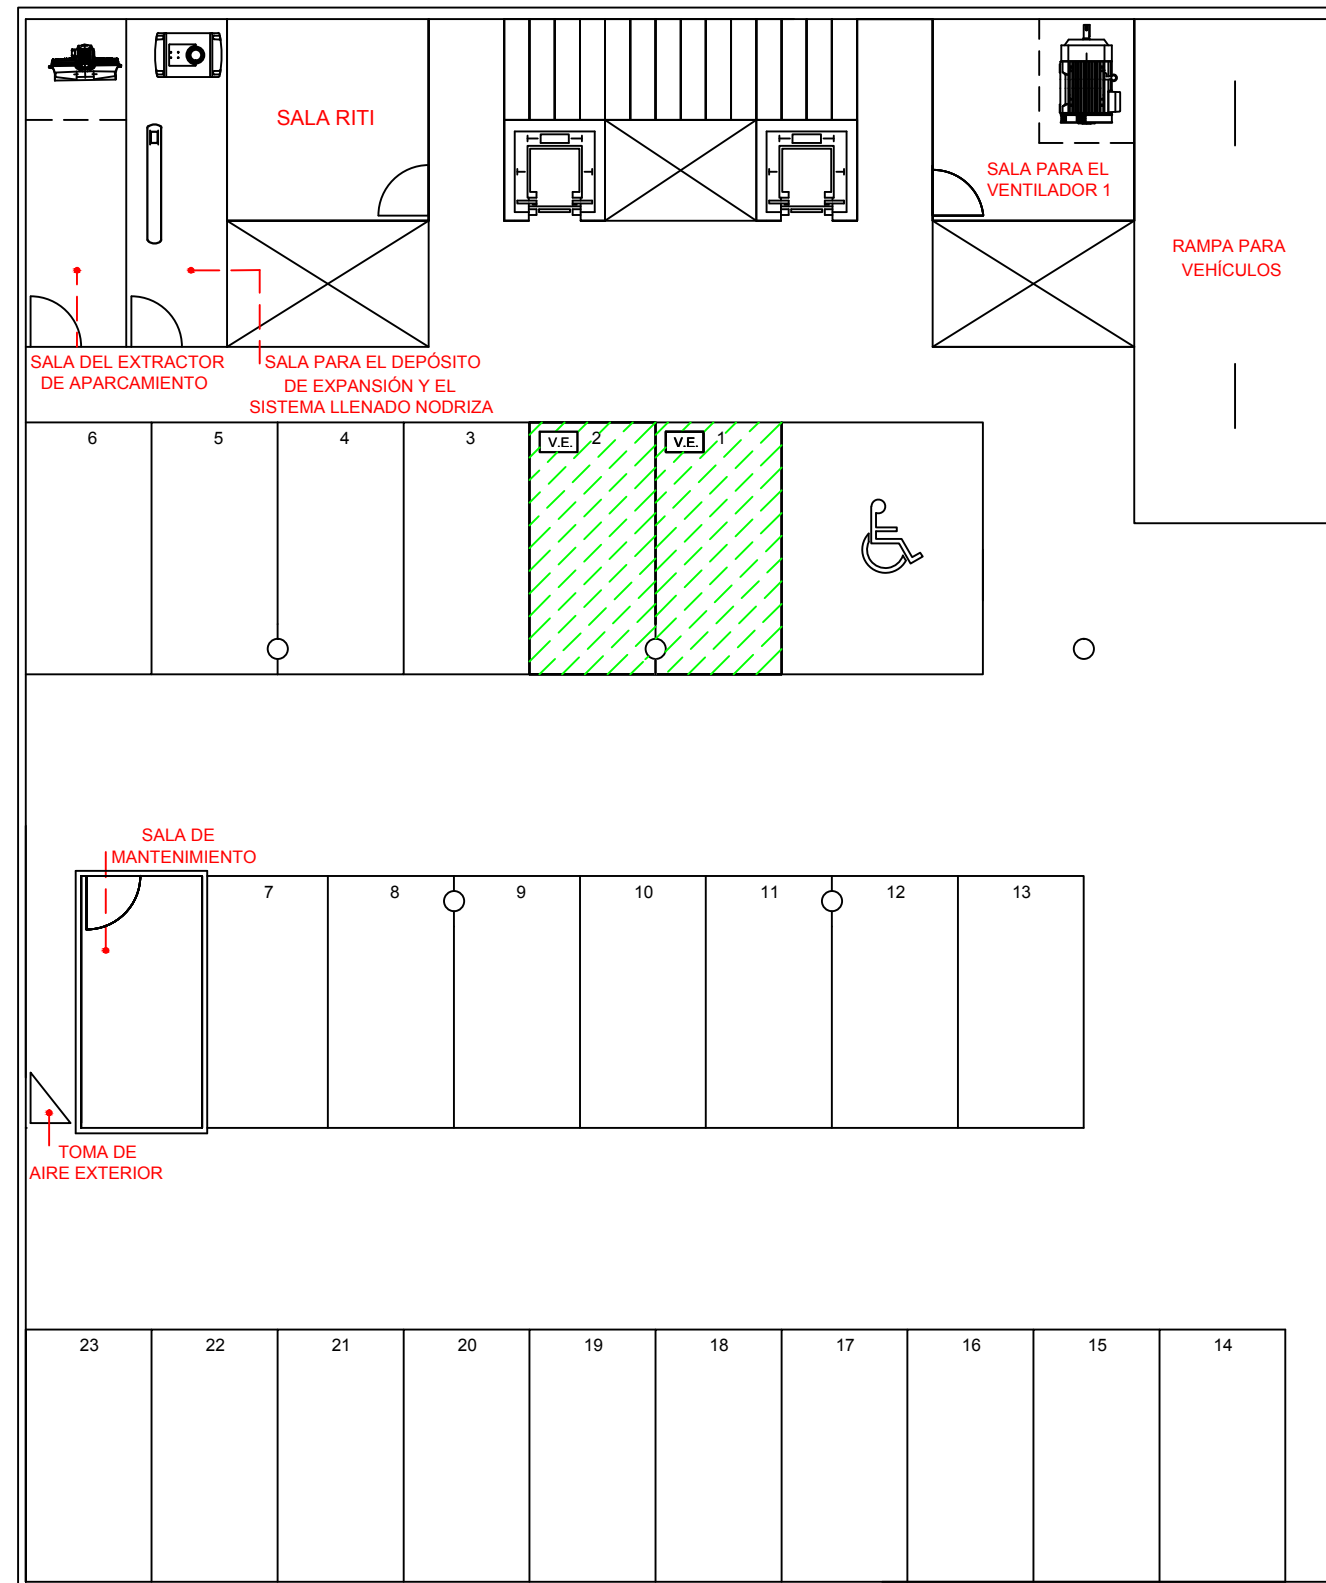 SALA RITI
SALA PARA EL
VENTILADOR 1
RAMPA PARA
VEHÍCULOS
SALA DEL EXTRACTOR
DE APARCAMIENTO
SALA PARA EL DEPÓSITO
DE EXPANSIÓN Y EL
SISTEMA LLENADO NODRIZA
6
5
4
3
V.E. 2
V.E. 1
SALA DE
MANTENIMIENTO
7
8
9
10
11
12
13
TOMA DE
AIRE EXTERIOR
23
22
21
20
19
18
17
16
15
14